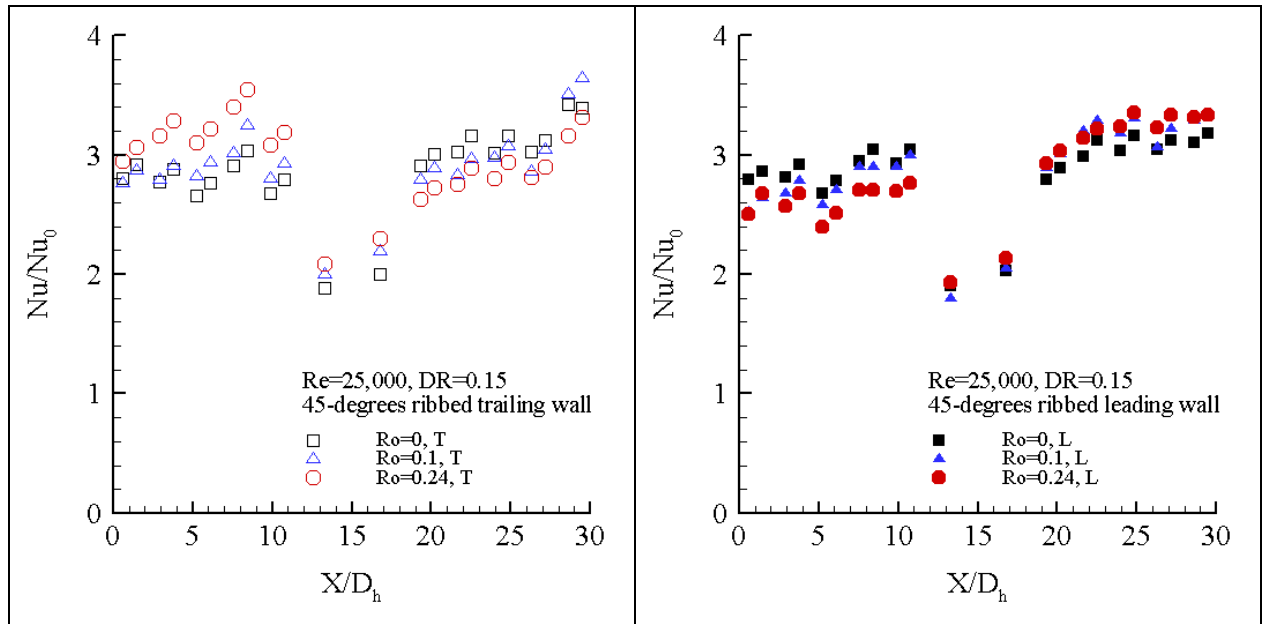 4
3
2
1
0
Nu/Nu0
0
5
10
15
20
25
30
X/Dh
Re=25,000, DR=0.15
45-degrees ribbed trailing wall
Ro=0, T
Ro=0.1, T
Ro=0.24, T
4
3
2
1
0
Nu/Nu0
0
5
10
15
20
25
30
X/Dh
Re=25,000, DR=0.15
45-degrees ribbed leading wall
Ro=0, L
Ro=0.1, L
Ro=0.24, L